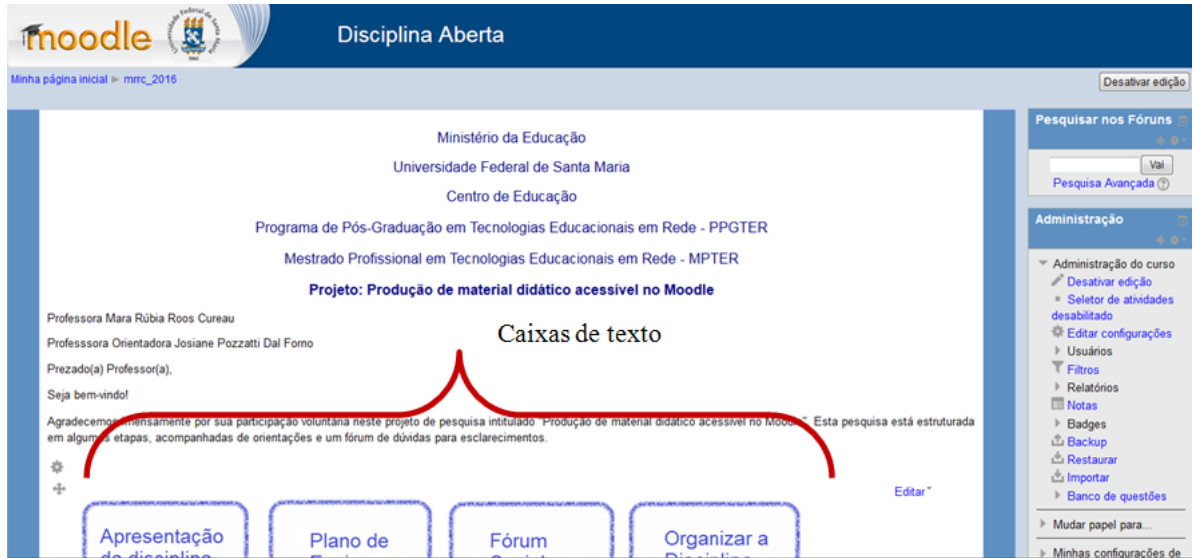 moodle
Disciplina Aberta
Minha página inicial ► mrrc_2016
Desativar edição
Ministério da Educação
Universidade Federal de Santa Maria
Centro de Educação
Programa de Pós-Graduação em Tecnologias Educacionais em Rede - PPGTER
Mestrado Profissional em Tecnologias Educacionais em Rede - MPTER
Projeto: Produção de material didático acessível no Moodle
Professora Mara Rúbia Roos Cureau
Professsora Orientadora Josiane Pozzatti Dal Forno
Caixas de texto
Prezado(a) Professor(a),
Seja bem-vindo!
Agradecemos imensamente por sua participação voluntária neste projeto de pesquisa intitulado "Produção de material didático acessível no Moodle". Esta pesquisa está estruturada
em algumas etapas, acompanhadas de orientações e um fórum de dúvidas para esclarecimentos.
Editar
Apresentação
da disciplina
Plano de
Fórum
Organizar a
Disciplina
Pesquisar nos Fóruns
Vai
Pesquisa Avançada
Administração
Administração do curso
Desativar edição
Seletor de atividades
desabilitado
Editar configurações
Usuários
Filtros
Relatórios
Notas
Badges
Backup
Restaurar
Importar
Banco de questões
Mudar papel para...
Minhas configurações de